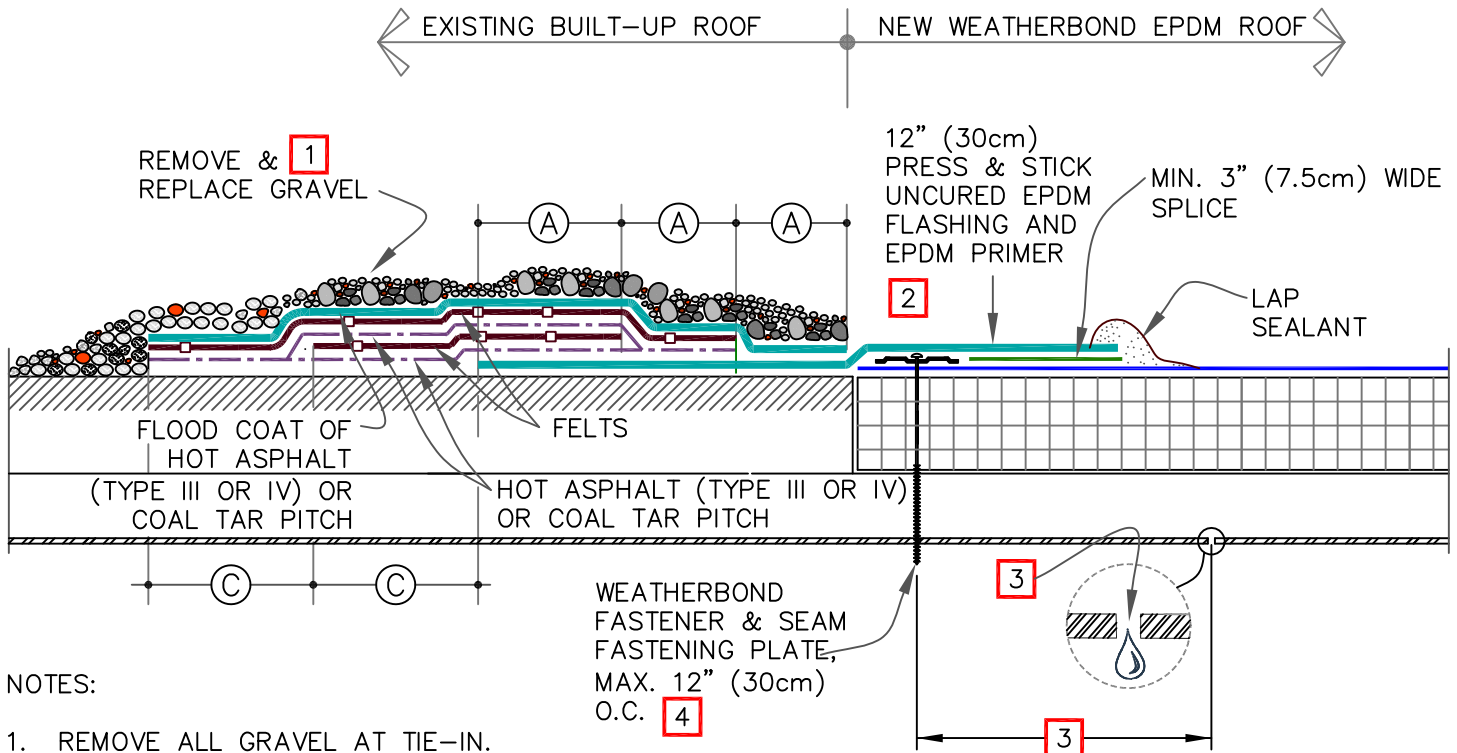 EXISTING BUILT-UP ROOF
NEW WEATHERBOND EPDM ROOF
REMOVE & 1
REPLACE GRAVEL
A
A
A
12" (30cm)
PRESS & STICK
UNCURED EPDM
FLASHING AND
EPDM PRIMER
2
MIN. 3" (7.5cm) WIDE
SPLICE
LAP
SEALANT
FLOOD COAT OF
HOT ASPHALT
(TYPE III OR IV) OR
COAL TAR PITCH
FELTS
HOT ASPHALT (TYPE III OR IV)
OR COAL TAR PITCH
C
C
WEATHERBOND
FASTENER & SEAM
FASTENING PLATE,
MAX. 12" (30cm)
O.C. 4
3
3
NOTES:
1. REMOVE ALL GRAVEL AT TIE-IN.